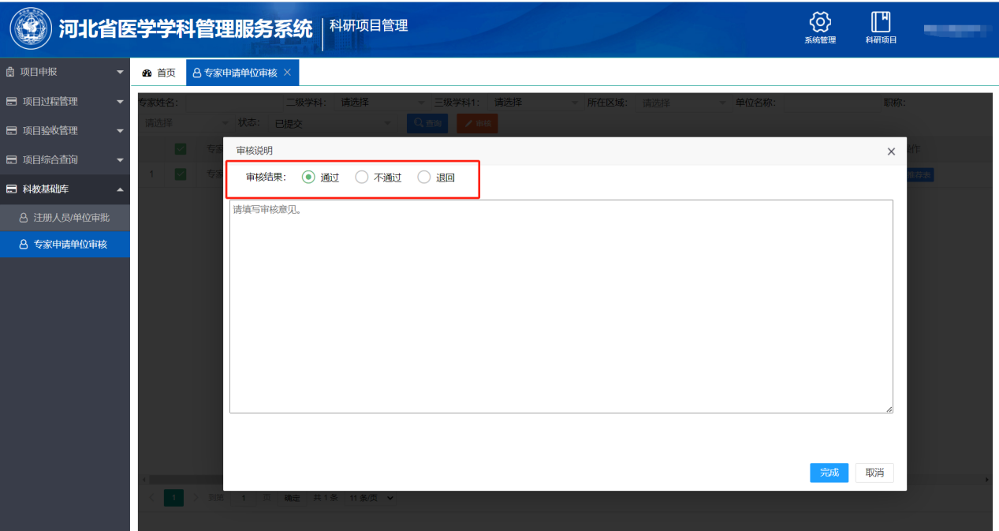 河北省医学学科管理服务系统 科研项目管理
系统管理 科研项目
项目申报
首页 专家申请单位审核
项目过程管理
项目验收管理
项目综合查询
科教基础库
注册人员/单位审批
专家申请单位审核
专家姓名： 二级学科： 请选择 三级学科1： 请选择 所在区域： 请选择 单位名称： 职称：
请选择 状态： 已提交 查询 审核
专家
作
1 专家
推荐表
审核说明
审核结果： 通过 不通过 退回
请填写审核意见。
完成 取消
1 到第 1 页 确定 共 1 条 11 条/页